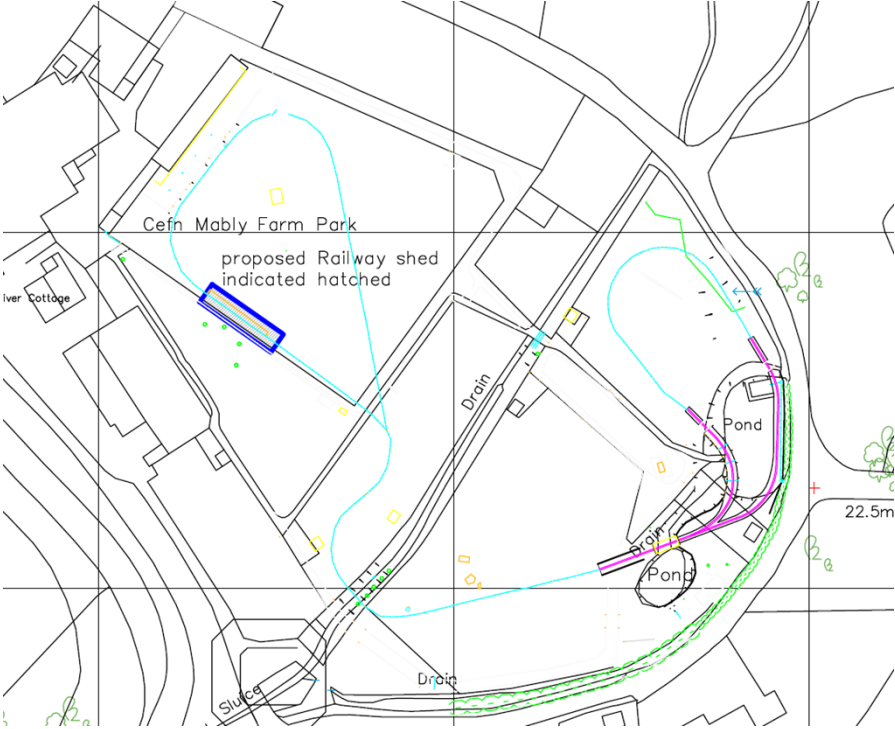 Cefn Mably Farm Park
proposed Railway shed
indicated hatched
iver Cottage
Drain
Pond
22.5m
Drain
Pond
Drain
Sluice